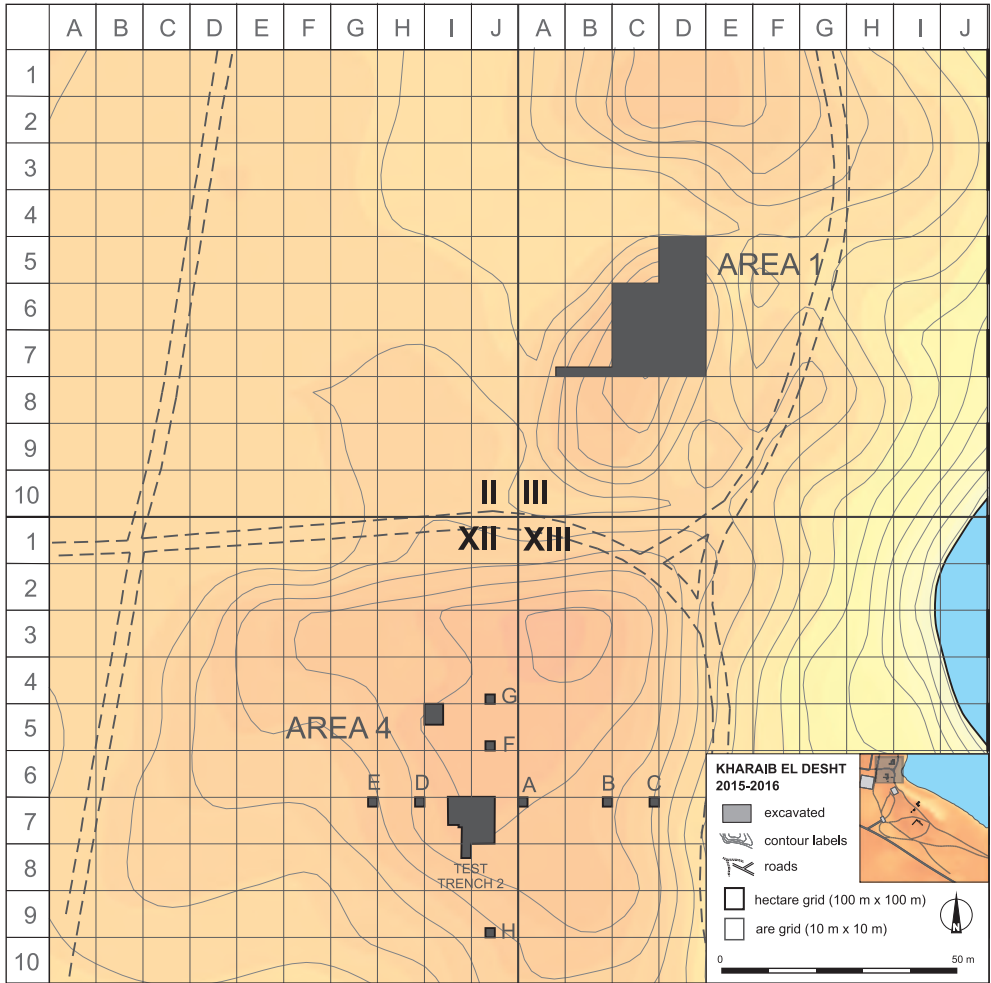 A B C D E F G H I J A B C D E F G H I J
1
2
3
4
5
AREA 1
6
7
8
9
10
II III
1
XII XIII
2
3
4
G
5
AREA 4
F
6
E D A B C
7
8
TEST
TRENCH 2
9
H
10
KHARAIB EL DESHT
2015-2016
excavated
contour labels
roads
hectare grid (100 m x 100 m)
are grid (10 m x 10 m)
0 50 m